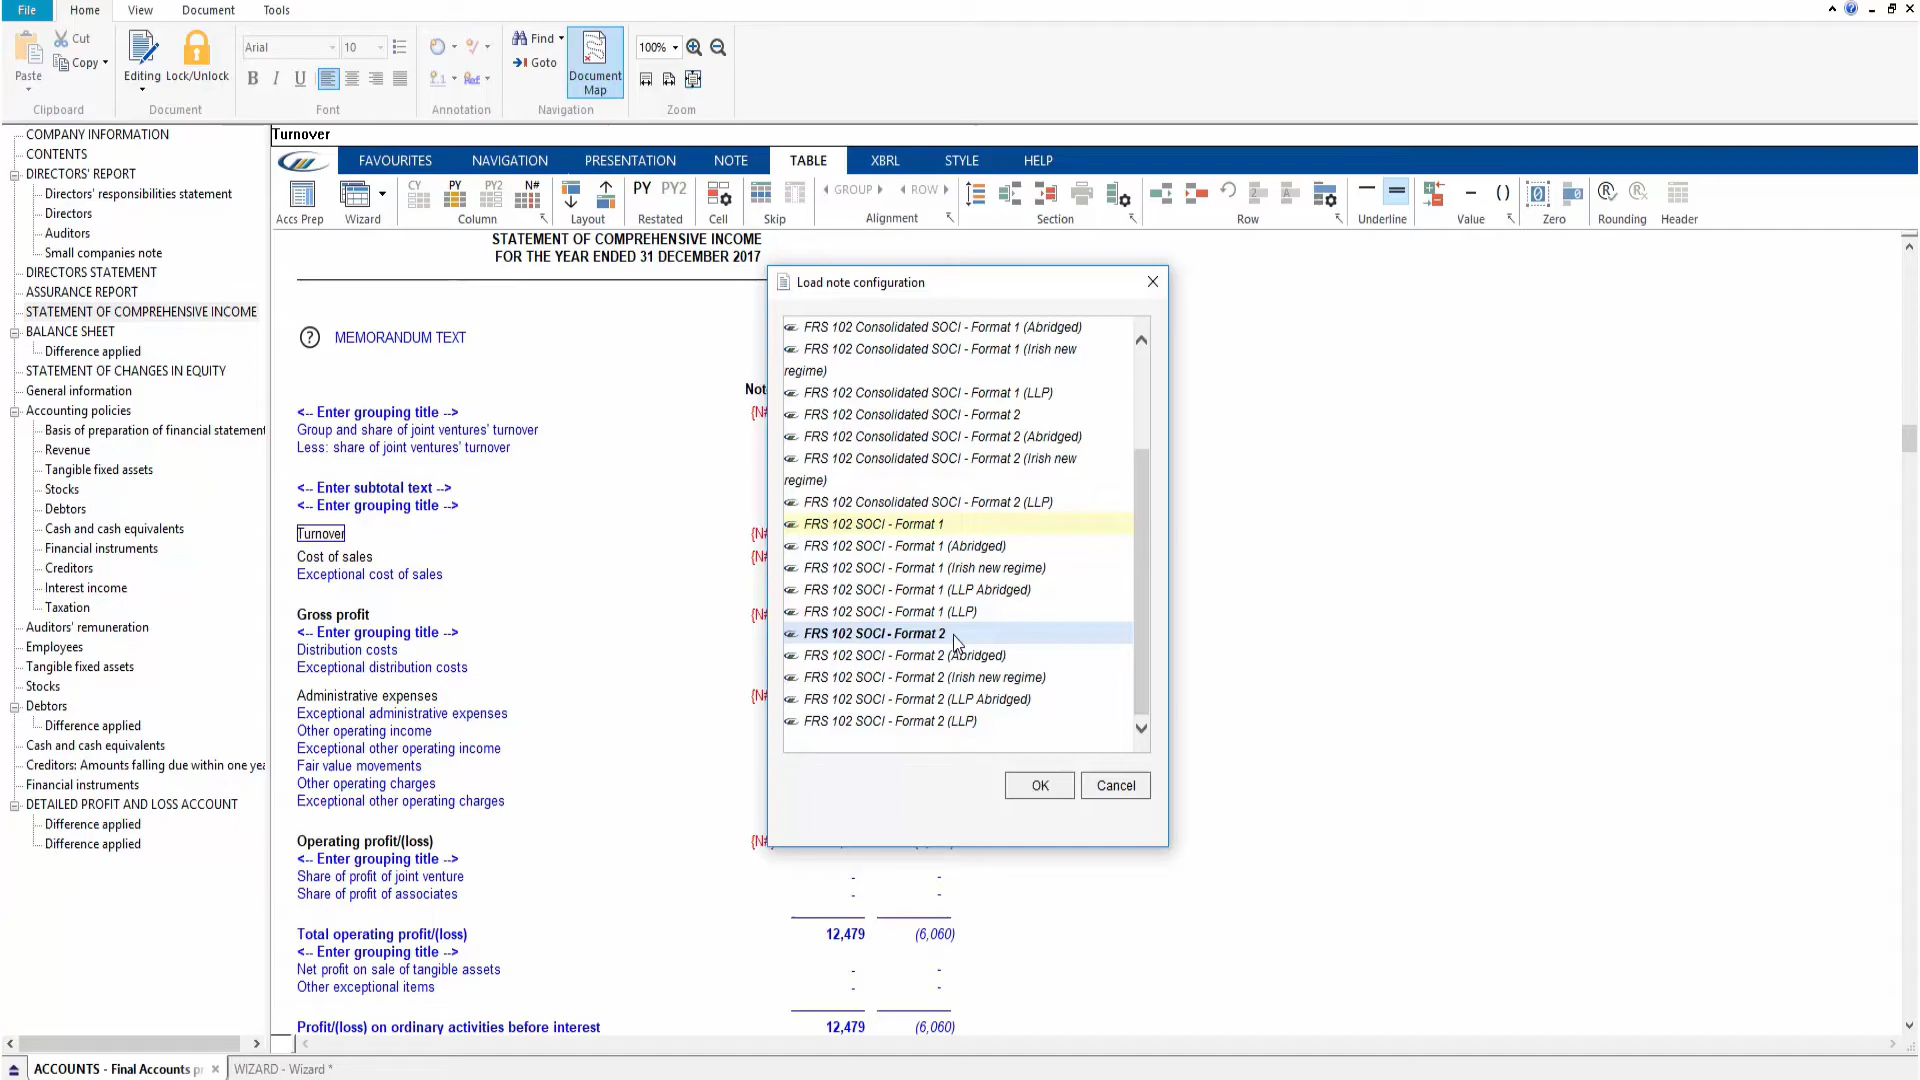 File
Home
View
Document
Tools
Cut
Copy
Paste
Clipboard
Editing
Lock/Unlock
Document
Arial
10
B I U
Font
Annotation
Find
Goto
Document
Map
Navigation
100%
Zoom
Turnover
FAVOURITES
NAVIGATION
PRESENTATION
NOTE
TABLE
XBRL
STYLE
HELP
Accs Prep
Wizard
CY
PY
PY2
N#
Column
Layout
PY PY2
Restated
Cell
Skip
GROUP
ROW
Alignment
Section
Row
Underline
Value
Zero
Rounding
Header
COMPANY INFORMATION
CONTENTS
DIRECTORS' REPORT
Directors' responsibilities statement
Directors
Auditors
Small companies note
DIRECTORS STATEMENT
ASSURANCE REPORT
STATEMENT OF COMPREHENSIVE INCOME
BALANCE SHEET
Difference applied
STATEMENT OF CHANGES IN EQUITY
General information
Accounting policies
Basis of preparation of financial statement
Revenue
Tangible fixed assets
Stocks
Debtors
Cash and cash equivalents
Financial instruments
Creditors
Interest income
Taxation
Auditors' remuneration
Employees
Tangible fixed assets
Stocks
Debtors
Difference applied
Cash and cash equivalents
Creditors: Amounts falling due within one yea
Financial instruments
DETAILED PROFIT AND LOSS ACCOUNT
Difference applied
Difference applied
STATEMENT OF COMPREHENSIVE INCOME
FOR THE YEAR ENDED 31 DECEMBER 2017
? MEMORANDUM TEXT
Not
<-- Enter grouping title --> {N#
Group and share of joint ventures' turnover
Less: share of joint ventures' turnover
<-- Enter subtotal text -->
<-- Enter grouping title -->
Turnover {N#
Cost of sales {N#
Exceptional cost of sales
Gross profit {N#
<-- Enter grouping title -->
Distribution costs
Exceptional distribution costs
Administrative expenses {N#
Exceptional administrative expenses
Other operating income
Exceptional other operating income
Fair value movements
Other operating charges
Exceptional other operating charges
Operating profit/(loss)
<-- Enter grouping title -->
Share of profit of joint venture - -
Share of profit of associates - -
Total operating profit/(loss) 12,479 (6,060)
<-- Enter grouping title -->
Net profit on sale of tangible assets - -
Other exceptional items - -
Profit/(loss) on ordinary activities before interest 12,479 (6,060)
Load note configuration
FRS 102 Consolidated SOCI - Format 1 (Abridged)
FRS 102 Consolidated SOCI - Format 1 (Irish new
regime)
FRS 102 Consolidated SOCI - Format 1 (LLP)
FRS 102 Consolidated SOCI - Format 2
FRS 102 Consolidated SOCI - Format 2 (Abridged)
FRS 102 Consolidated SOCI - Format 2 (Irish new
regime)
FRS 102 Consolidated SOCI - Format 2 (LLP)
FRS 102 SOCI - Format 1
FRS 102 SOCI - Format 1 (Abridged)
FRS 102 SOCI - Format 1 (Irish new regime)
FRS 102 SOCI - Format 1 (LLP Abridged)
FRS 102 SOCI - Format 1 (LLP)
FRS 102 SOCI - Format 2
FRS 102 SOCI - Format 2 (Abridged)
FRS 102 SOCI - Format 2 (Irish new regime)
FRS 102 SOCI - Format 2 (LLP Abridged)
FRS 102 SOCI - Format 2 (LLP)
OK
Cancel
ACCOUNTS - Final Accounts pr
WIZARD - Wizard *